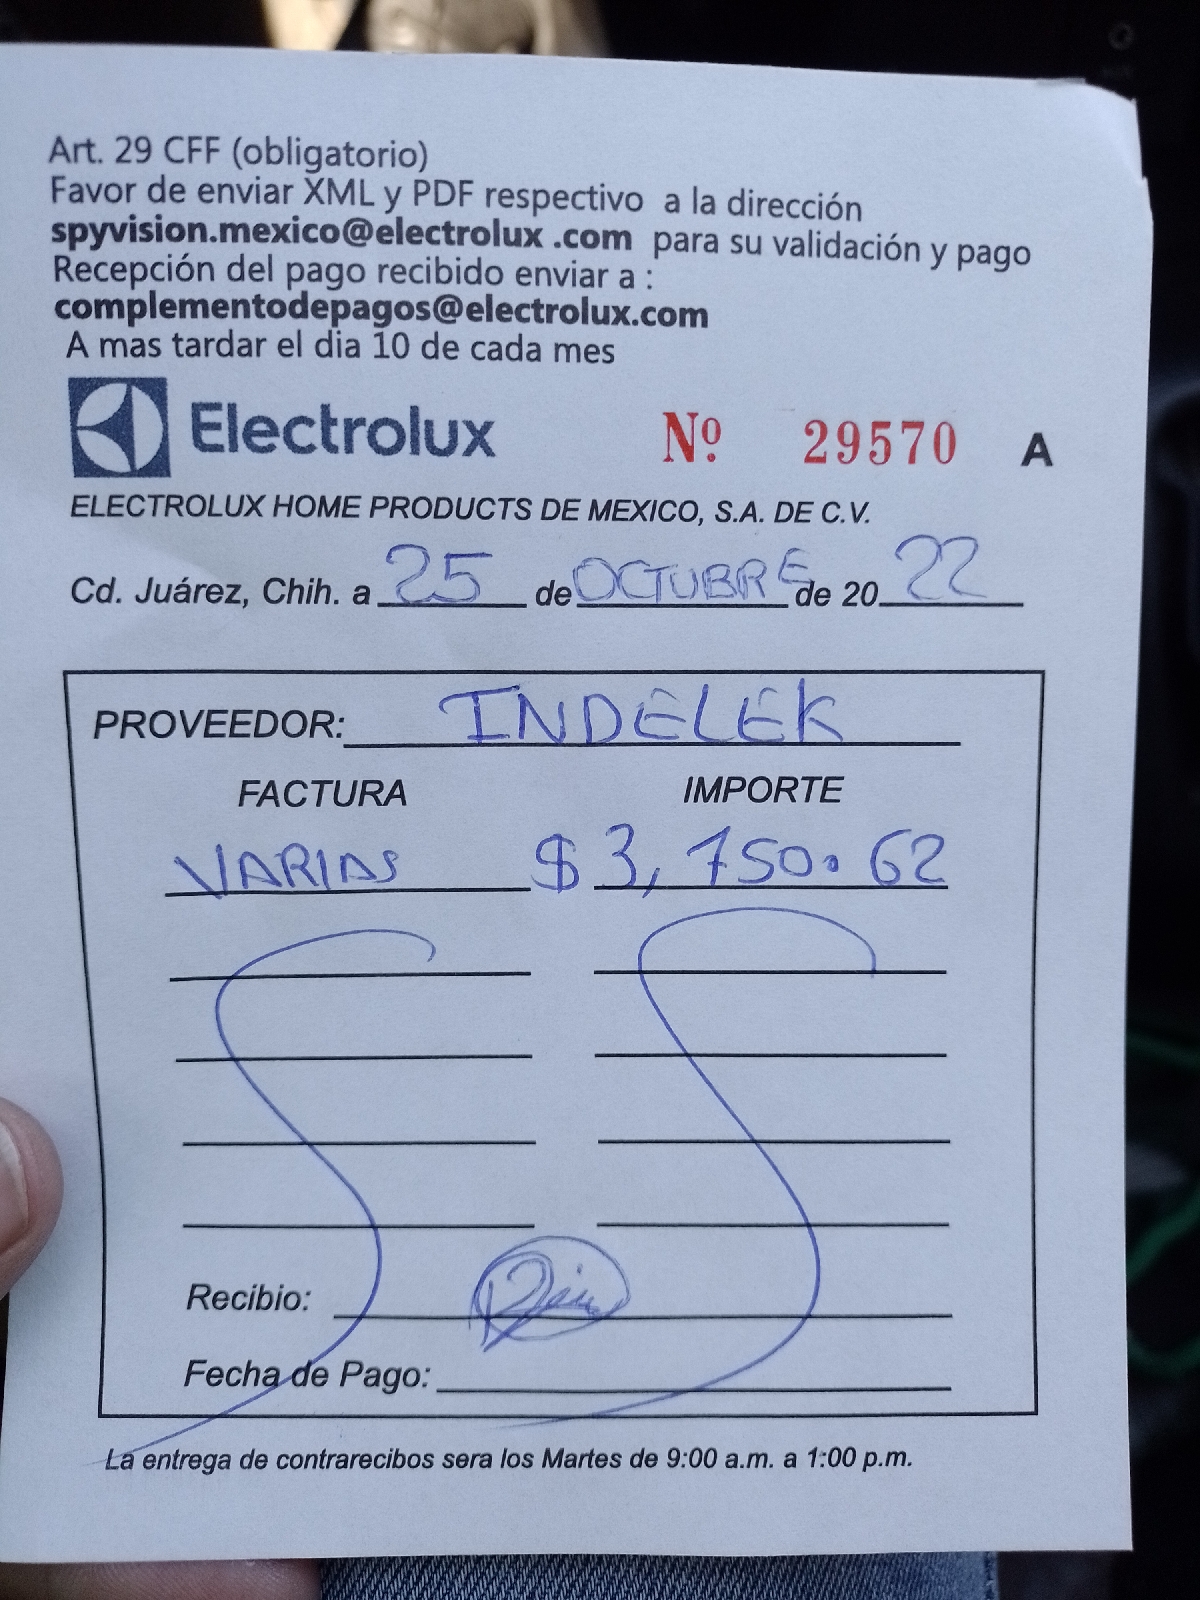 Art. 29 CFF (obligatorio)
Favor de enviar XML y PDF respectivo a la dirección
spyvision.mexico@electrolux .com para su validación y pago
Recepción del pago recibido enviar a :
complementodepagos@electrolux.com
A mas tardar el dia 10 de cada mes
Electrolux Nº 29570 A
ELECTROLUX HOME PRODUCTS DE MEXICO, S.A. DE C.V.
Cd. Juárez, Chih. a 25 de OCTUBRE de 20 22
PROVEEDOR: INDELEK
FACTURA IMPORTE
VARIAS $3,750.62
Recibio:
Fecha de Pago:
La entrega de contrarecibos sera los Martes de 9:00 a.m. a 1:00 p.m.